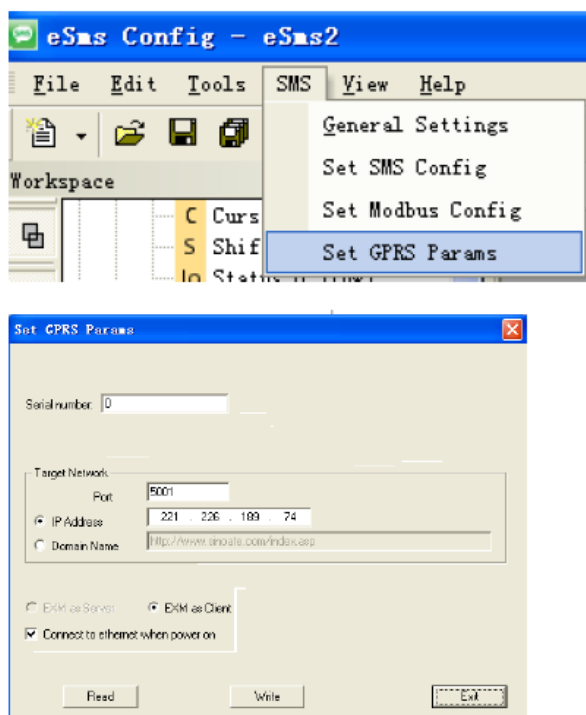 eSms Config - eSms2
File Edit Tools SMS View Help
General Settings
Workspace
Set SMS Config
Set Modbus Config
C Curs
S Shif
Set GPRS Params
Set GPRS Params
Serial number: 0
Target Network
Port 5001
IP Address 221 . 226 . 189 . 74
Domain Name http://www.sinoate.com/index.asp
EXM as Server EXM as Client
Connect to ethernet when power on
Read Write Exit